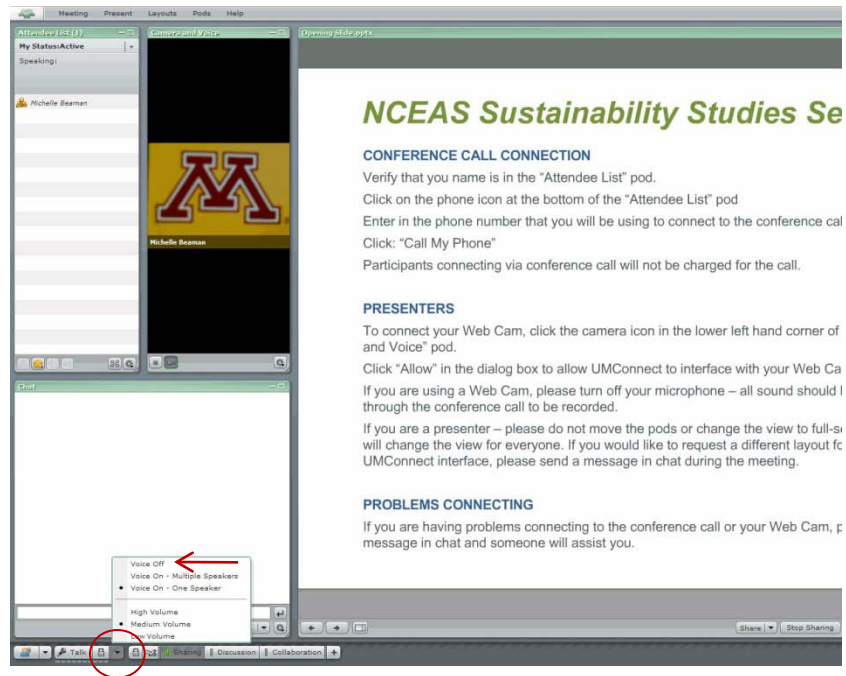 Meeting Present Layouts Pods Help
Attendee List (1)
My Status:Active
Speaking:
Michelle Beaman
Camera and Voice
M
Michelle Beaman
Opening Slide.pptx
NCEAS Sustainability Studies Se
CONFERENCE CALL CONNECTION
Verify that you name is in the “Attendee List” pod.
Click on the phone icon at the bottom of the “Attendee List” pod
Enter in the phone number that you will be using to connect to the conference cal
Click: “Call My Phone”
Participants connecting via conference call will not be charged for the call.
PRESENTERS
To connect your Web Cam, click the camera icon in the lower left hand corner of
and Voice” pod.
Click “Allow” in the dialog box to allow UMConnect to interface with your Web Ca
If you are using a Web Cam, please turn off your microphone – all sound should
through the conference call to be recorded.
If you are a presenter – please do not move the pods or change the view to full-s
will change the view for everyone. If you would like to request a different layout fo
UMConnect interface, please send a message in chat during the meeting.
PROBLEMS CONNECTING
If you are having problems connecting to the conference call or your Web Cam, p
message in chat and someone will assist you.
Chat
Voice Off
Voice On - Multiple Speakers
Voice On - One Speaker
High Volume
Medium Volume
Low Volume
Share Stop Sharing
Talk Sharing Discussion Collaboration